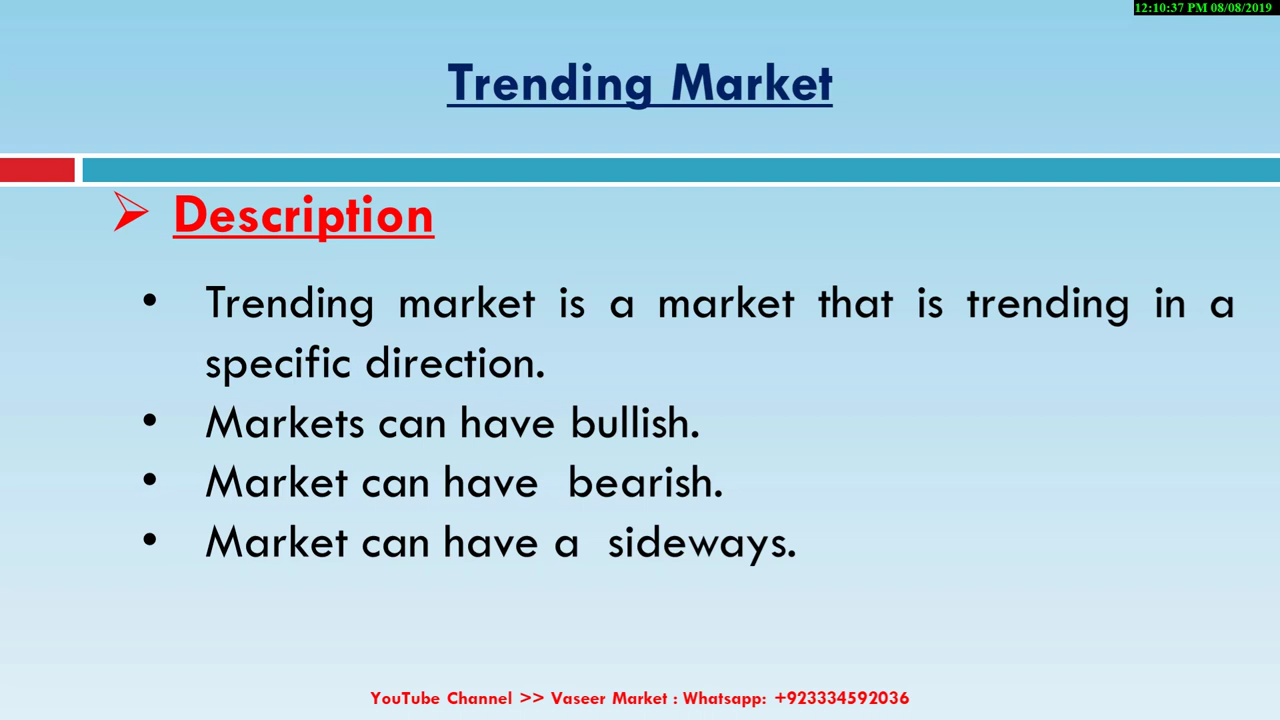 12:10:37 PM 08/08/2019
Trending Market
Description
• Trending market is a market that is trending in a
specific direction.
• Markets can have bullish.
• Market can have  bearish.
• Market can have a  sideways.
YouTube Channel >> Vaseer Market : Whatsapp: +923334592036